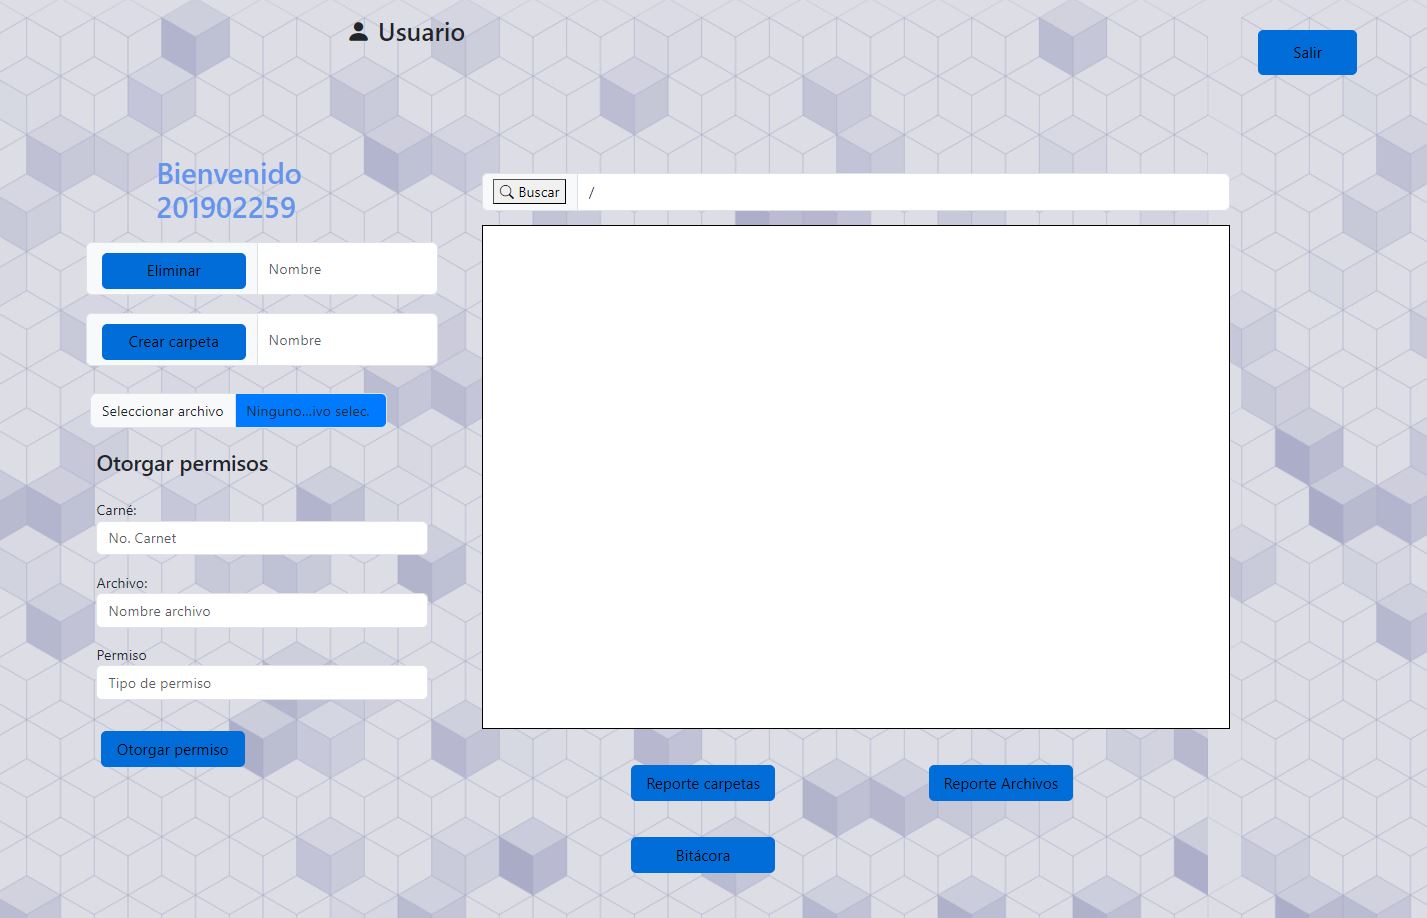 Usuario
Salir
Bienvenido
201902259
Buscar
/
Eliminar
Nombre
Crear carpeta
Nombre
Seleccionar archivo
Ninguno...ivo selec.
Otorgar permisos
Carné:
No. Carnet
Archivo:
Nombre archivo
Permiso
Tipo de permiso
Otorgar permiso
Reporte carpetas
Reporte Archivos
Bitácora